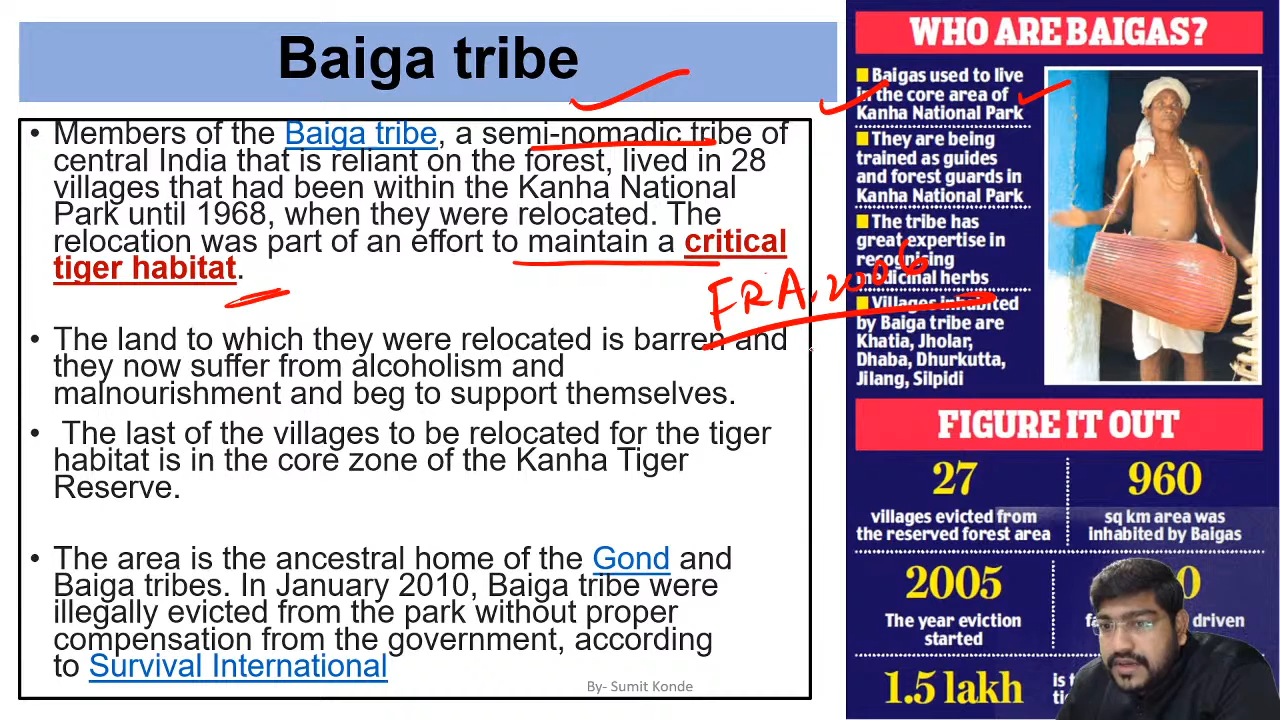 Baiga tribe
• Members of the Baiga tribe, a semi-nomadic tribe of
central India that is reliant on the forest, lived in 28
villages that had been within the Kanha National
Park until 1968, when they were relocated. The
relocation was part of an effort to maintain a critical
tiger habitat.
• The land to which they were relocated is barren and
they now suffer from alcoholism and
malnourishment and beg to support themselves.
• The last of the villages to be relocated for the tiger
habitat is in the core zone of the Kanha Tiger
Reserve.
• The area is the ancestral home of the Gond and
Baiga tribes. In January 2010, Baiga tribe were
illegally evicted from the park without proper
compensation from the government, according
to Survival International
By- Sumit Konde
FRA, 2006
WHO ARE BAIGAS?
Baigas used to live
in the core area of
Kanha National Park
They are being
trained as guides
and forest guards in
Kanha National Park
The tribe has
great expertise in
recognising
medicinal herbs
Villages inhabited
by Baiga tribe are
Khatia, Jholar,
Dhaba, Dhurkutta,
Jilang, Silpidi
FIGURE IT OUT
27
villages evicted from
the reserved forest area
960
sq km area was
inhabited by Baigas
2005
The year eviction
started
driven
1.5 lakh
is